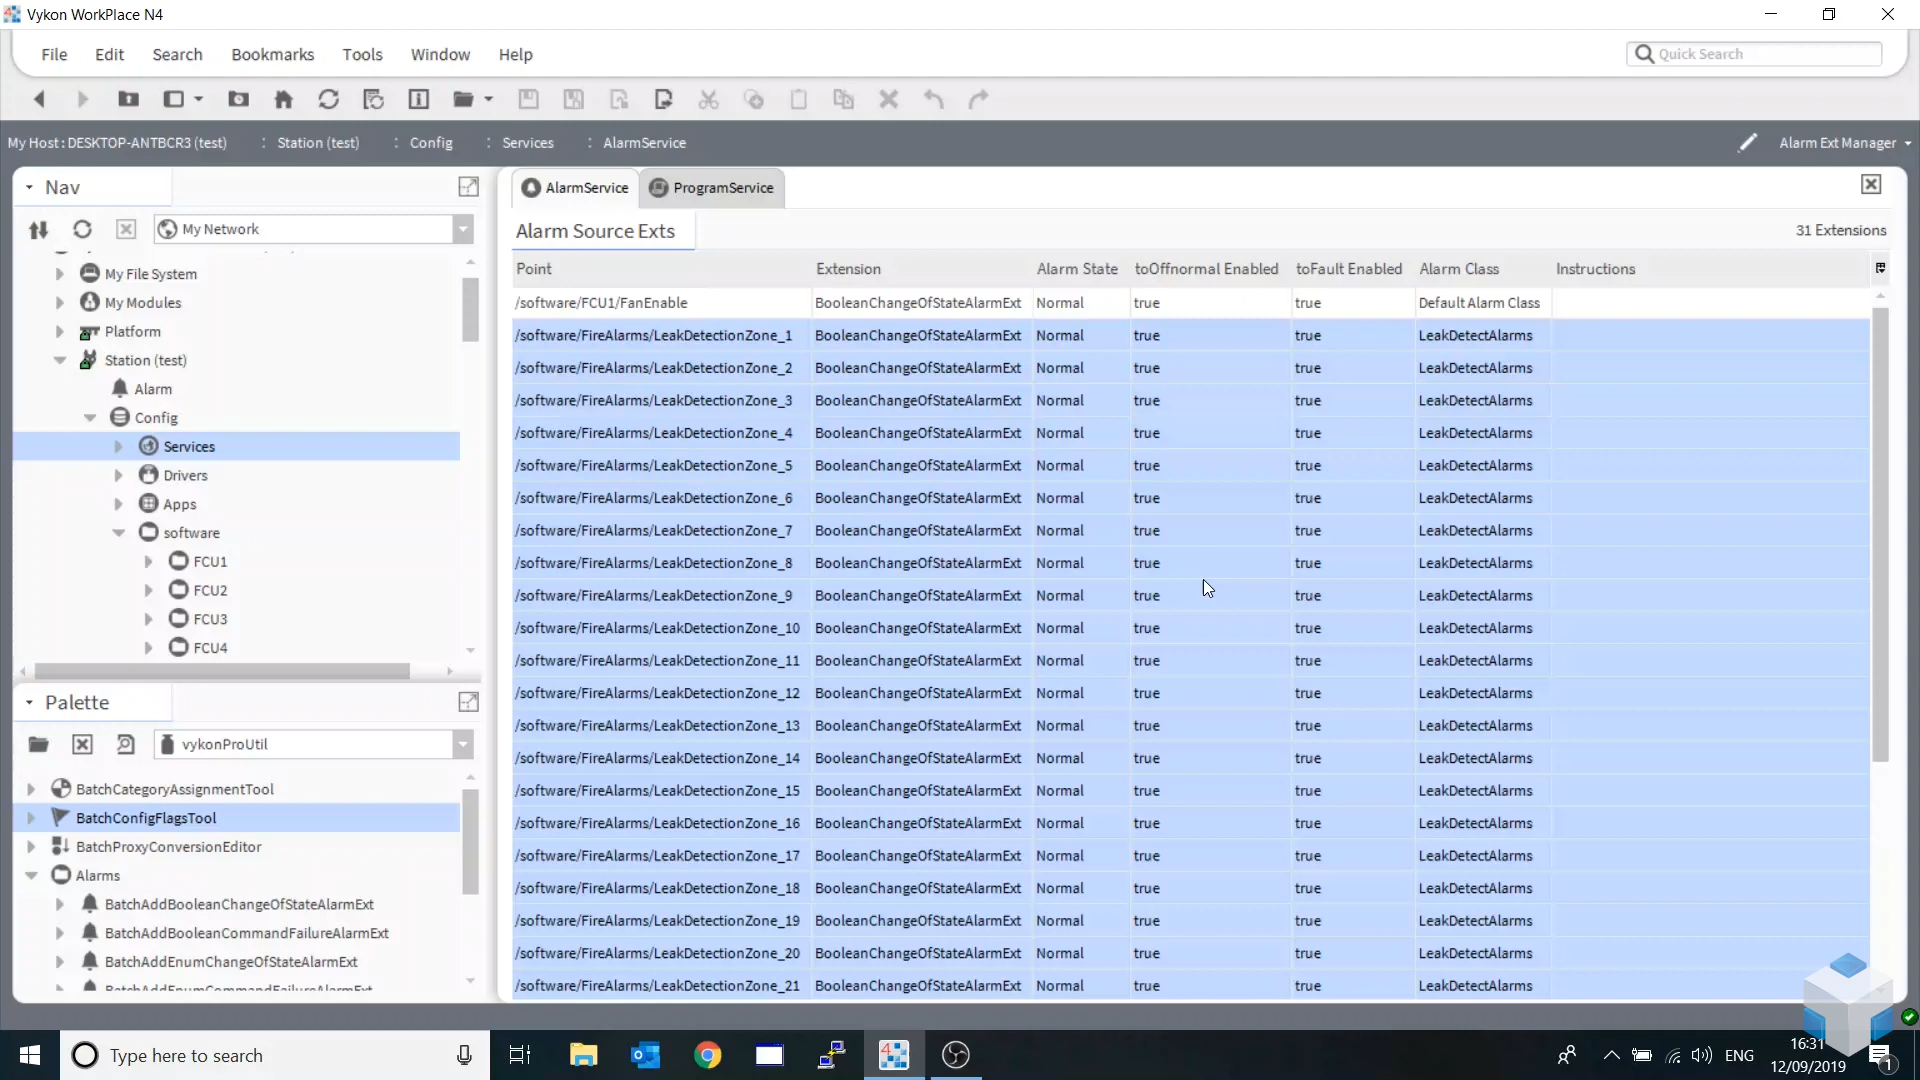 Vykon WorkPlace N4
File Edit Search Bookmarks Tools Window Help
Quick Search
My Host : DESKTOP-ANTBCR3 (test) : Station (test) : Config : Services : AlarmService
Alarm Ext Manager
Nav
My Network
My File System
My Modules
Platform
Station (test)
Alarm
Config
Services
Drivers
Apps
software
FCU1
FCU2
FCU3
FCU4
Palette
vykonProUtil
BatchCategoryAssignmentTool
BatchConfigFlagsTool
BatchProxyConversionEditor
Alarms
BatchAddBooleanChangeOfStateAlarmExt
BatchAddBooleanCommandFailureAlarmExt
BatchAddEnumChangeOfStateAlarmExt
BatchAddEnumCommandFailureAlarmExt
AlarmService ProgramService
Alarm Source Exts
31 Extensions
Point Extension Alarm State toOffnormal Enabled toFault Enabled Alarm Class Instructions
/software/FCU1/FanEnable BooleanChangeOfStateAlarmExt Normal true true Default Alarm Class
/software/FireAlarms/LeakDetectionZone_1 BooleanChangeOfStateAlarmExt Normal true true LeakDetectAlarms
/software/FireAlarms/LeakDetectionZone_2 BooleanChangeOfStateAlarmExt Normal true true LeakDetectAlarms
/software/FireAlarms/LeakDetectionZone_3 BooleanChangeOfStateAlarmExt Normal true true LeakDetectAlarms
/software/FireAlarms/LeakDetectionZone_4 BooleanChangeOfStateAlarmExt Normal true true LeakDetectAlarms
/software/FireAlarms/LeakDetectionZone_5 BooleanChangeOfStateAlarmExt Normal true true LeakDetectAlarms
/software/FireAlarms/LeakDetectionZone_6 BooleanChangeOfStateAlarmExt Normal true true LeakDetectAlarms
/software/FireAlarms/LeakDetectionZone_7 BooleanChangeOfStateAlarmExt Normal true true LeakDetectAlarms
/software/FireAlarms/LeakDetectionZone_8 BooleanChangeOfStateAlarmExt Normal true true LeakDetectAlarms
/software/FireAlarms/LeakDetectionZone_9 BooleanChangeOfStateAlarmExt Normal true true LeakDetectAlarms
/software/FireAlarms/LeakDetectionZone_10 BooleanChangeOfStateAlarmExt Normal true true LeakDetectAlarms
/software/FireAlarms/LeakDetectionZone_11 BooleanChangeOfStateAlarmExt Normal true true LeakDetectAlarms
/software/FireAlarms/LeakDetectionZone_12 BooleanChangeOfStateAlarmExt Normal true true LeakDetectAlarms
/software/FireAlarms/LeakDetectionZone_13 BooleanChangeOfStateAlarmExt Normal true true LeakDetectAlarms
/software/FireAlarms/LeakDetectionZone_14 BooleanChangeOfStateAlarmExt Normal true true LeakDetectAlarms
/software/FireAlarms/LeakDetectionZone_15 BooleanChangeOfStateAlarmExt Normal true true LeakDetectAlarms
/software/FireAlarms/LeakDetectionZone_16 BooleanChangeOfStateAlarmExt Normal true true LeakDetectAlarms
/software/FireAlarms/LeakDetectionZone_17 BooleanChangeOfStateAlarmExt Normal true true LeakDetectAlarms
/software/FireAlarms/LeakDetectionZone_18 BooleanChangeOfStateAlarmExt Normal true true LeakDetectAlarms
/software/FireAlarms/LeakDetectionZone_19 BooleanChangeOfStateAlarmExt Normal true true LeakDetectAlarms
/software/FireAlarms/LeakDetectionZone_20 BooleanChangeOfStateAlarmExt Normal true true LeakDetectAlarms
/software/FireAlarms/LeakDetectionZone_21 BooleanChangeOfStateAlarmExt Normal true true LeakDetectAlarms
Type here to search
ENG
16:31
12/09/2019
1